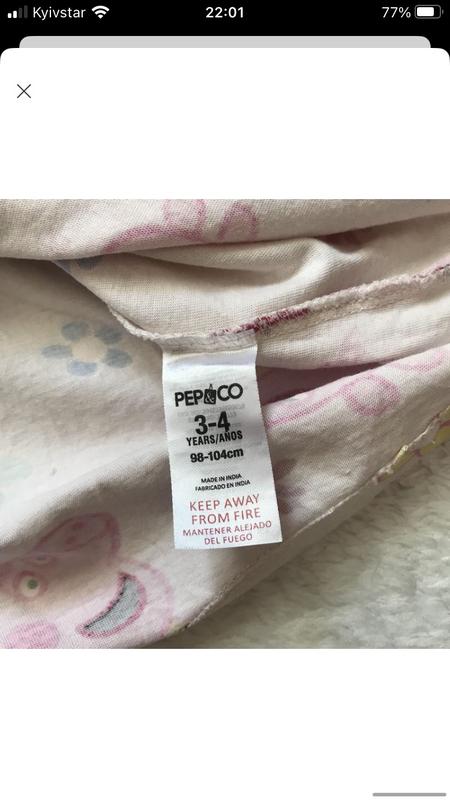 Kyivstar 22:01 77%
PEP&CO
3-4
YEARS/AÑOS
98-104cm
MADE IN INDIA
FABRICADO EN INDIA
KEEP AWAY
FROM FIRE
MANTENER ALEJADO
DEL FUEGO